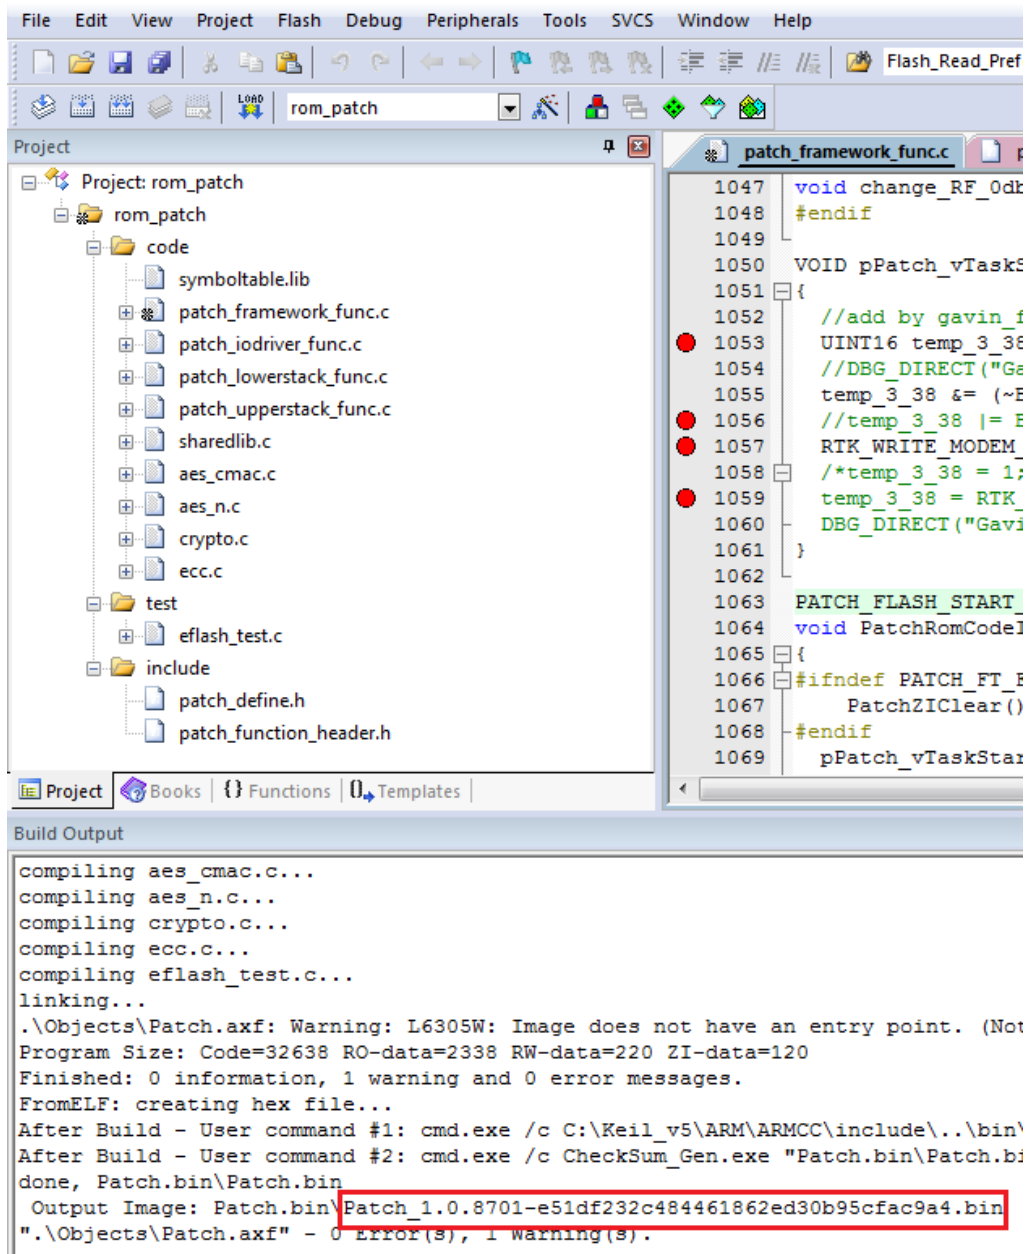 File Edit View Project Flash Debug Peripherals Tools SVCS Window Help
Flash_Read_Pref
LOAD rom_patch
Project
Project: rom_patch
rom_patch
code
symboltable.lib
patch_framework_func.c
patch_iodriver_func.c
patch_lowerstack_func.c
patch_upperstack_func.c
sharedlib.c
aes_cmac.c
aes_n.c
crypto.c
ecc.c
test
eflash_test.c
include
patch_define.h
patch_function_header.h
Project Books {} Functions 0 Templates
patch_framework_func.c p
1047 void change_RF_0db
1048 #endif
1049
1050 VOID pPatch_vTaskS
1051 {
1052 //add by gavin_f
1053 UINT16 temp_3_38
1054 //DBG_DIRECT("Ga
1055 temp_3_38 &= (~B
1056 //temp_3_38 |= B
1057 RTK_WRITE_MODEM_
1058 /*temp_3_38 = 1;
1059 temp_3_38 = RTK_
1060 DBG_DIRECT("Gavi
1061 }
1062
1063 PATCH_FLASH_START_
1064 void PatchRomCodeI
1065 {
1066 #ifndef PATCH_FT_F
1067 PatchZIClear()
1068 #endif
1069 pPatch_vTaskStar
Build Output
compiling aes_cmac.c...
compiling aes_n.c...
compiling crypto.c...
compiling ecc.c...
compiling eflash_test.c...
linking...
.\Objects\Patch.axf: Warning: L6305W: Image does not have an entry point. (Not
Program Size: Code=32638 RO-data=2338 RW-data=220 ZI-data=120
Finished: 0 information, 1 warning and 0 error messages.
FromELF: creating hex file...
After Build - User command #1: cmd.exe /c C:\Keil_v5\ARM\ARMCC\include\..\bin\
After Build - User command #2: cmd.exe /c CheckSum_Gen.exe "Patch.bin\Patch.bi
done, Patch.bin\Patch.bin
Output Image: Patch.bin\Patch_1.0.8701-e51df232c484461862ed30b95cfac9a4.bin
".\Objects\Patch.axf" - 0 Error(s), 1 Warning(s).